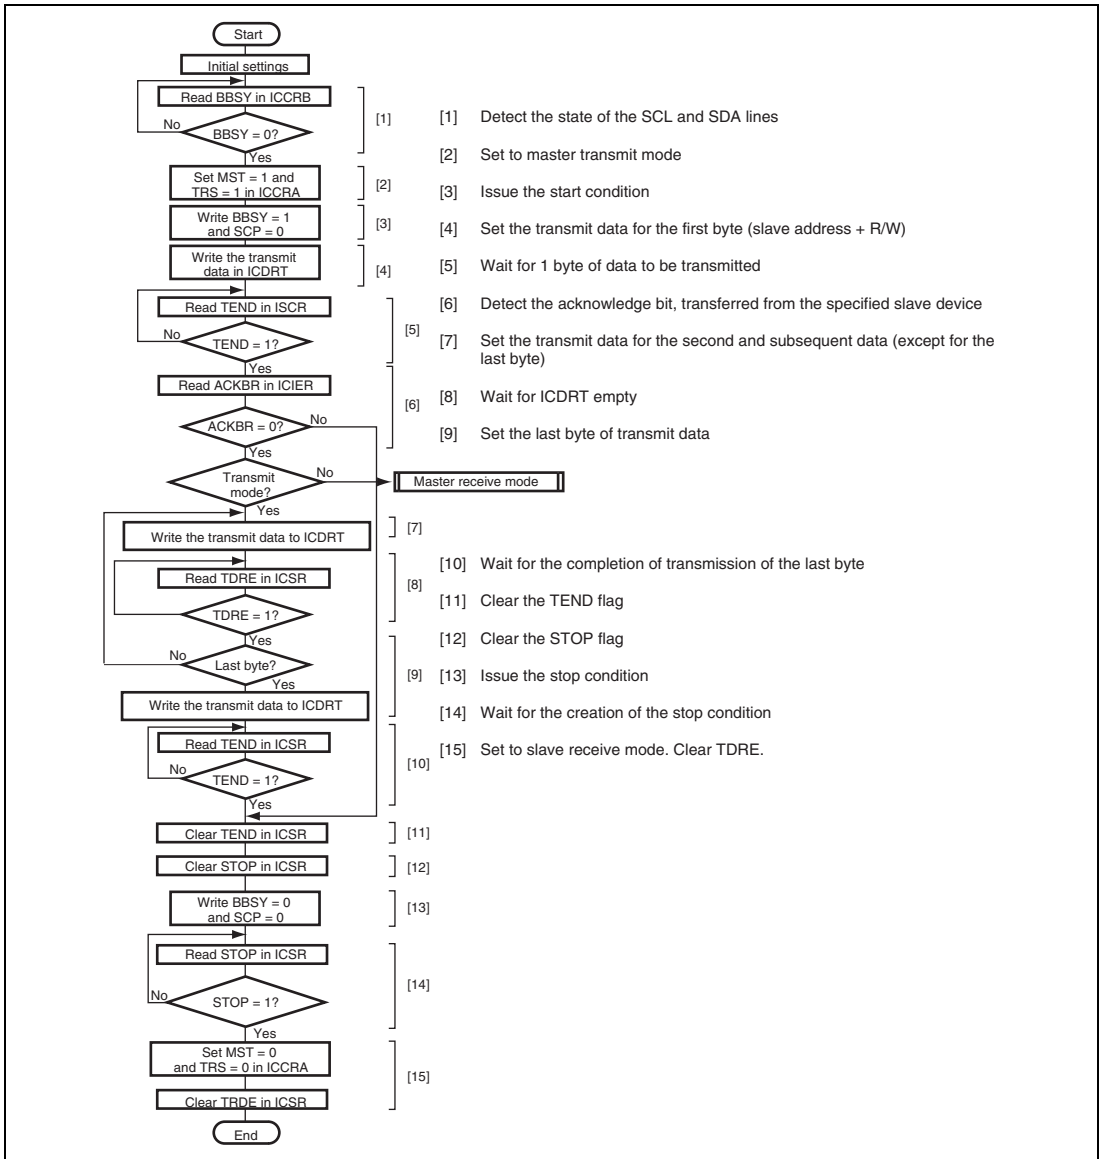 Start
Initial settings
Read BBSY in ICCRB
No
BBSY = 0?
Yes
[1]
Set MST = 1 and
TRS = 1 in ICCRA
[2]
Write BBSY = 1
and SCP = 0
[3]
Write the transmit
data in ICDRT
[4]
Read TEND in ISCR
No
TEND = 1?
Yes
[5]
Read ACKBR in ICIER
[6]
ACKBR = 0?
No
Yes
Transmit
mode?
No
Master receive mode
Yes
Write the transmit data to ICDRT
[7]
Read TDRE in ICSR
[8]
TDRE = 1?
Yes
No
Last byte?
[9]
Yes
Write the transmit data to ICDRT
Read TEND in ICSR
No
TEND = 1?
[10]
Yes
Clear TEND in ICSR
[11]
Clear STOP in ICSR
[12]
Write BBSY = 0
and SCP = 0
[13]
Read STOP in ICSR
[14]
No
STOP = 1?
Yes
Set MST = 0
and TRS = 0 in ICCRA
[15]
Clear TRDE in ICSR
End
[1] Detect the state of the SCL and SDA lines
[2] Set to master transmit mode
[3] Issue the start condition
[4] Set the transmit data for the first byte (slave address + R/W)
[5] Wait for 1 byte of data to be transmitted
[6] Detect the acknowledge bit, transferred from the specified slave device
[7] Set the transmit data for the second and subsequent data (except for the
last byte)
[8] Wait for ICDRT empty
[9] Set the last byte of transmit data
[10] Wait for the completion of transmission of the last byte
[11] Clear the TEND flag
[12] Clear the STOP flag
[13] Issue the stop condition
[14] Wait for the creation of the stop condition
[15] Set to slave receive mode. Clear TDRE.